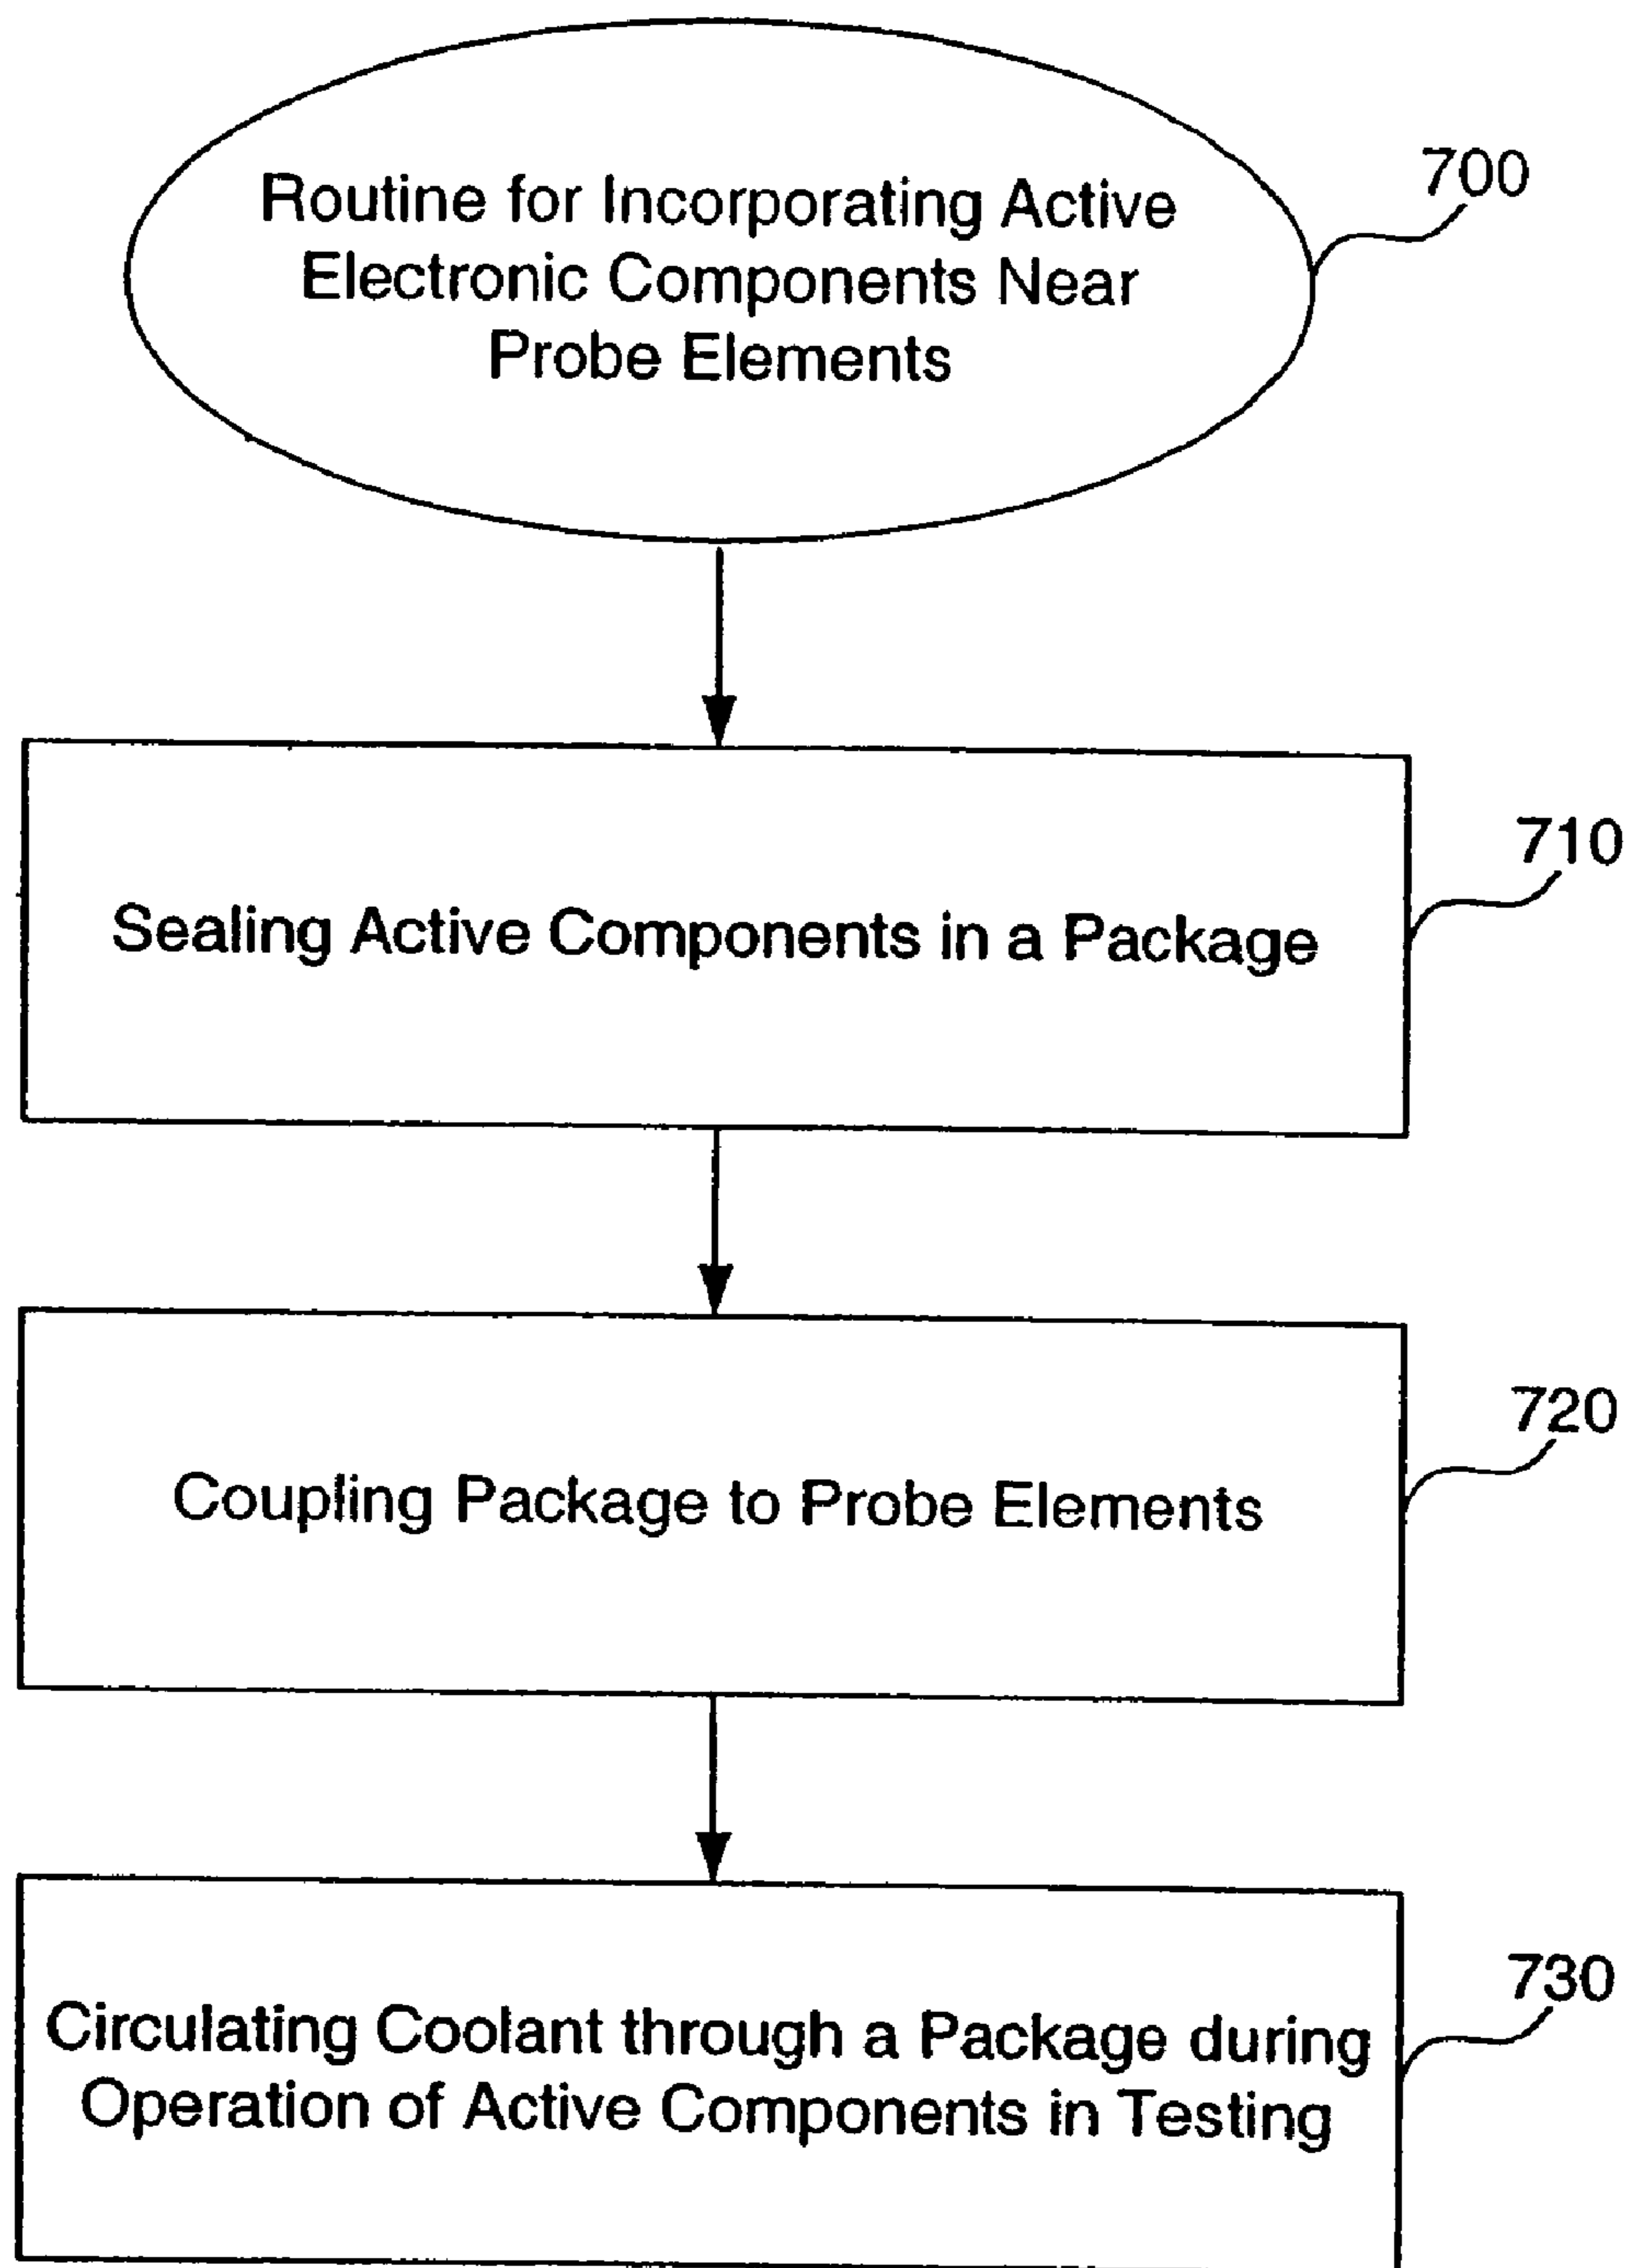 Routine for Incorporating Active
Electronic Components Near
Probe Elements
700
Sealing Active Components in a Package
710
Coupling Package to Probe Elements
720
Circulating Coolant through a Package during
Operation of Active Components in Testing
730